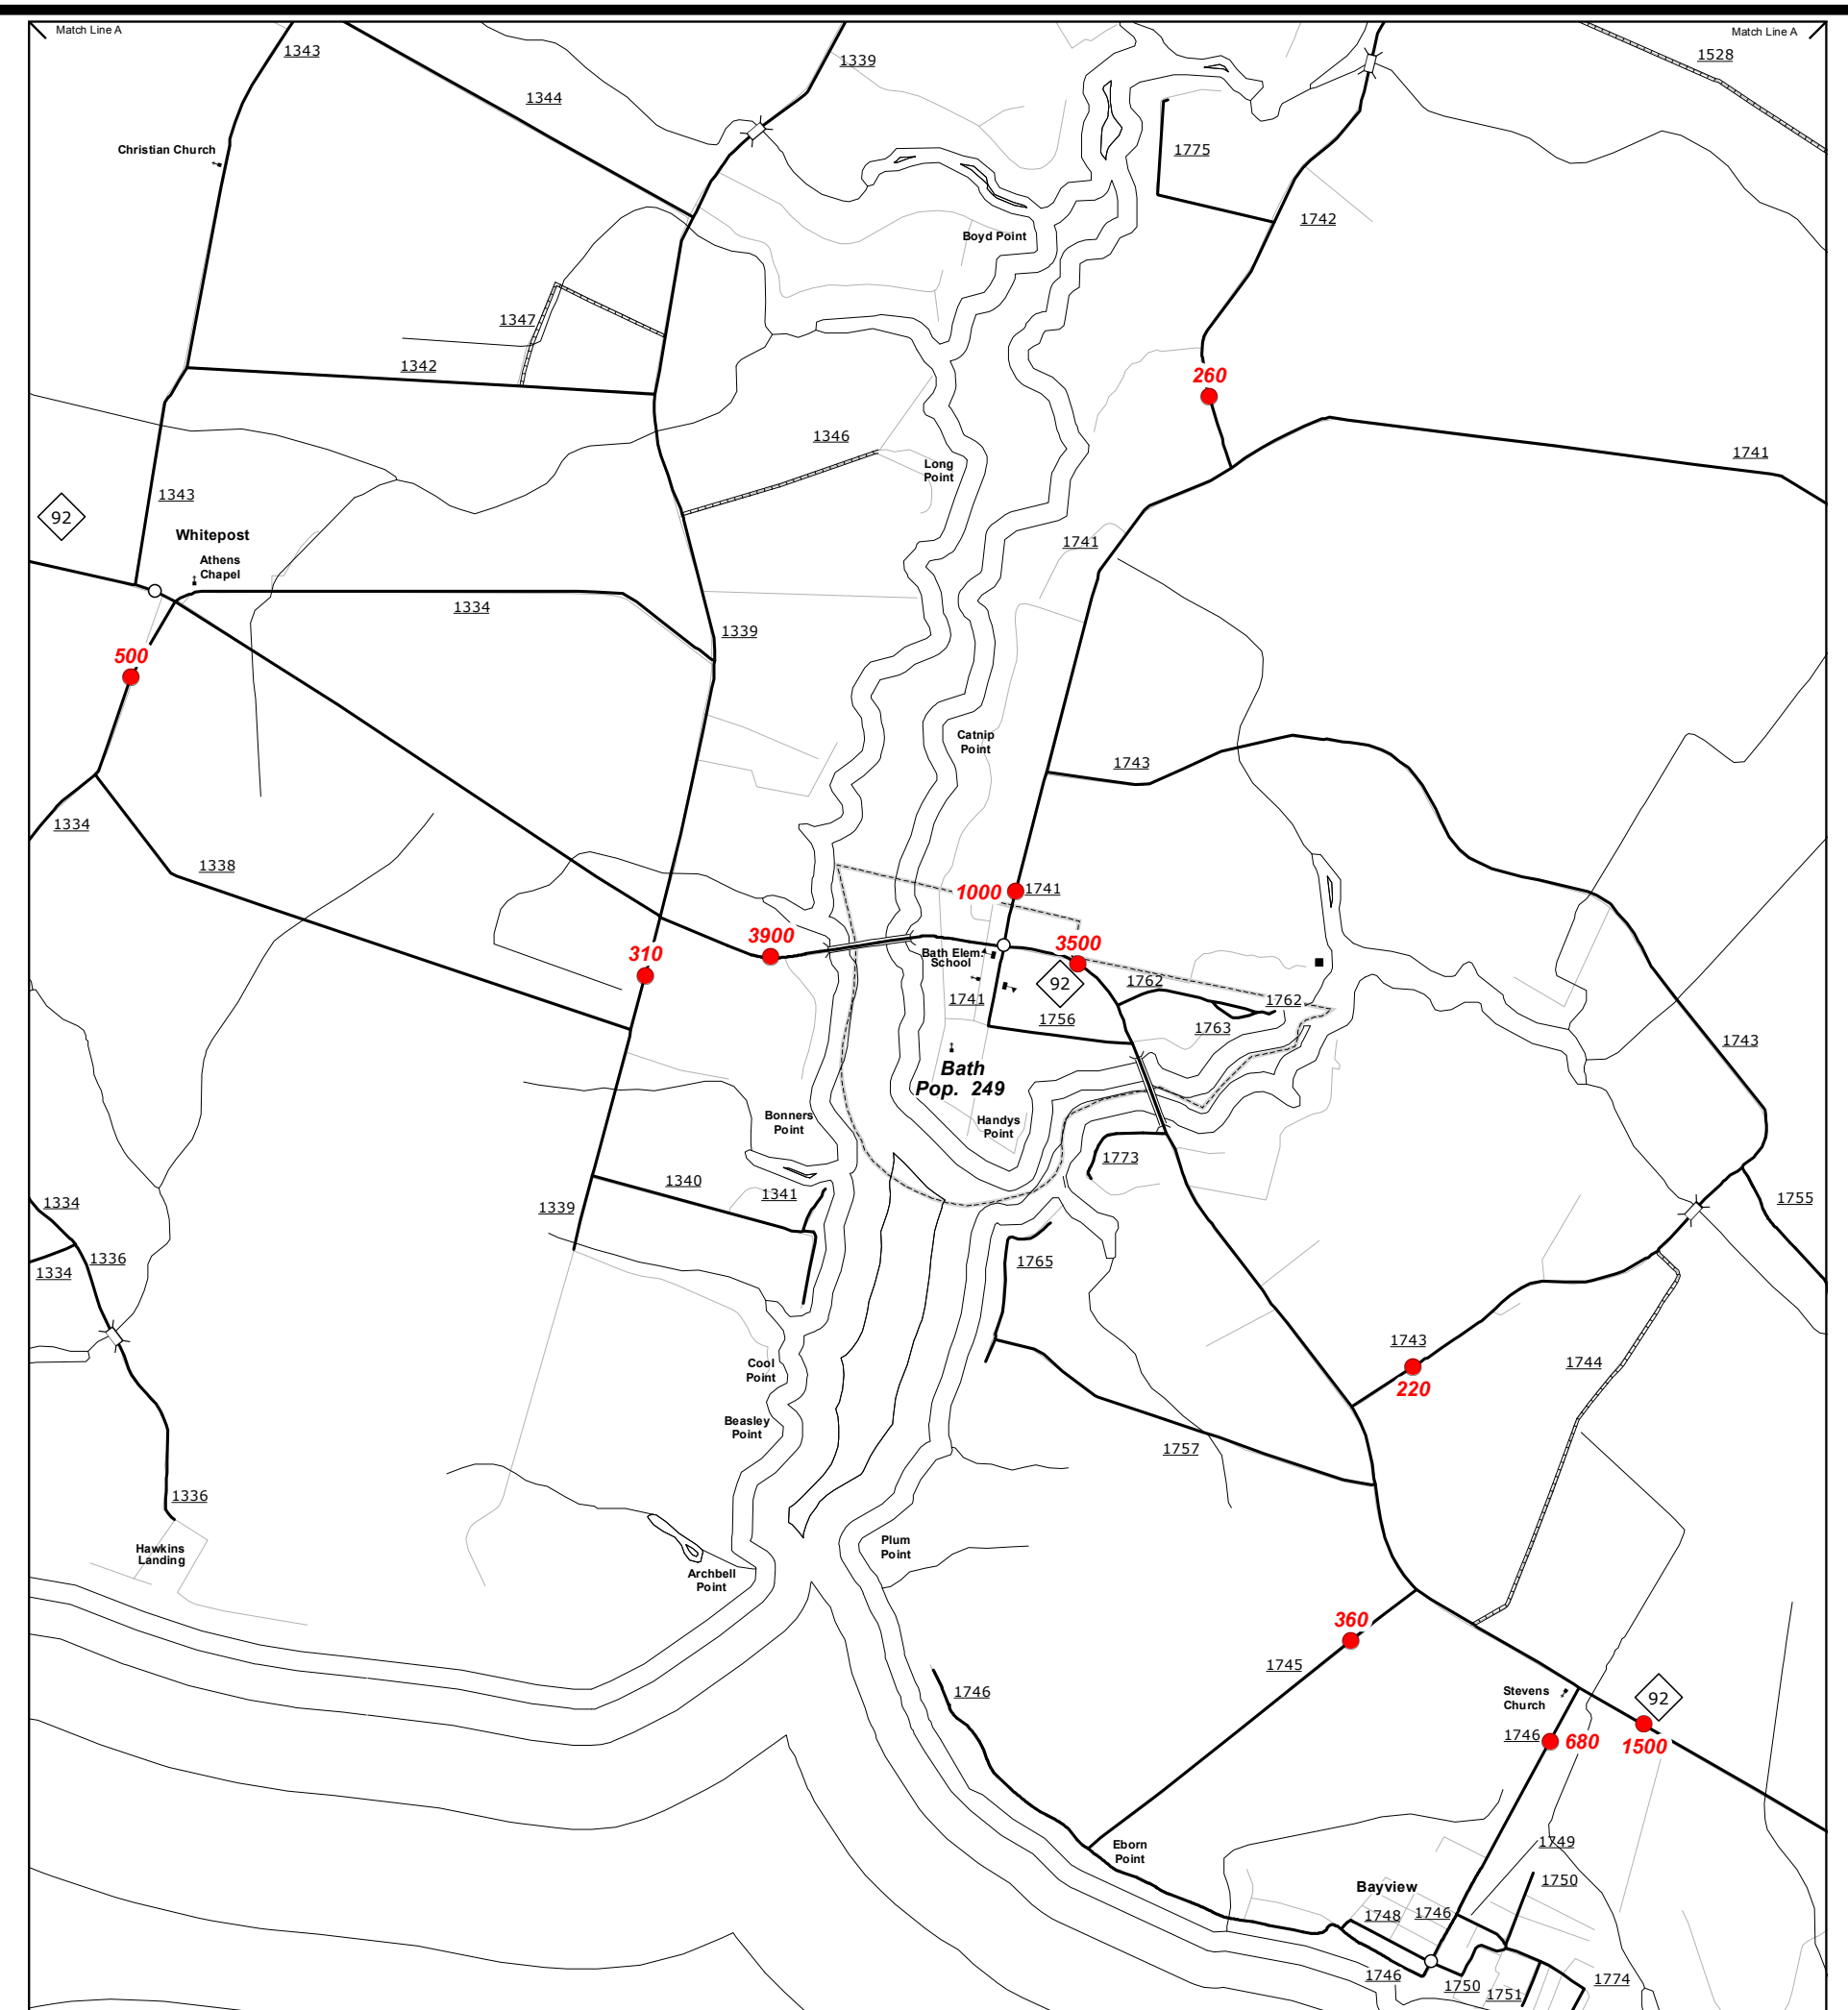 Match Line A
Match Line A
1343
1339
1528
1344
Christian Church
1775
1742
Boyd Point
1347
1342
260
1346
1741
Long
Point
1343
92
Whitepost
1741
Athens
Chapel
1334
1339
500
Catnip
Point
1743
1334
1338
1000
1741
3900
3500
310
Bath Elem.
School
92
1762
1741
1762
1756
1763
1743
Bath
Pop. 249
Bonners
Point
Handys
Point
1773
1340
1341
1755
1334
1339
1336
1765
1334
1743
1744
Cool
Point
220
Beasley
Point
1757
1336
Hawkins
Landing
Plum
Point
Archbell
Point
360
1745
1746
Stevens
Church
92
1746
680
1500
Eborn
Point
1749
1750
Bayview
1748
1746
1746
1750
1751
1774